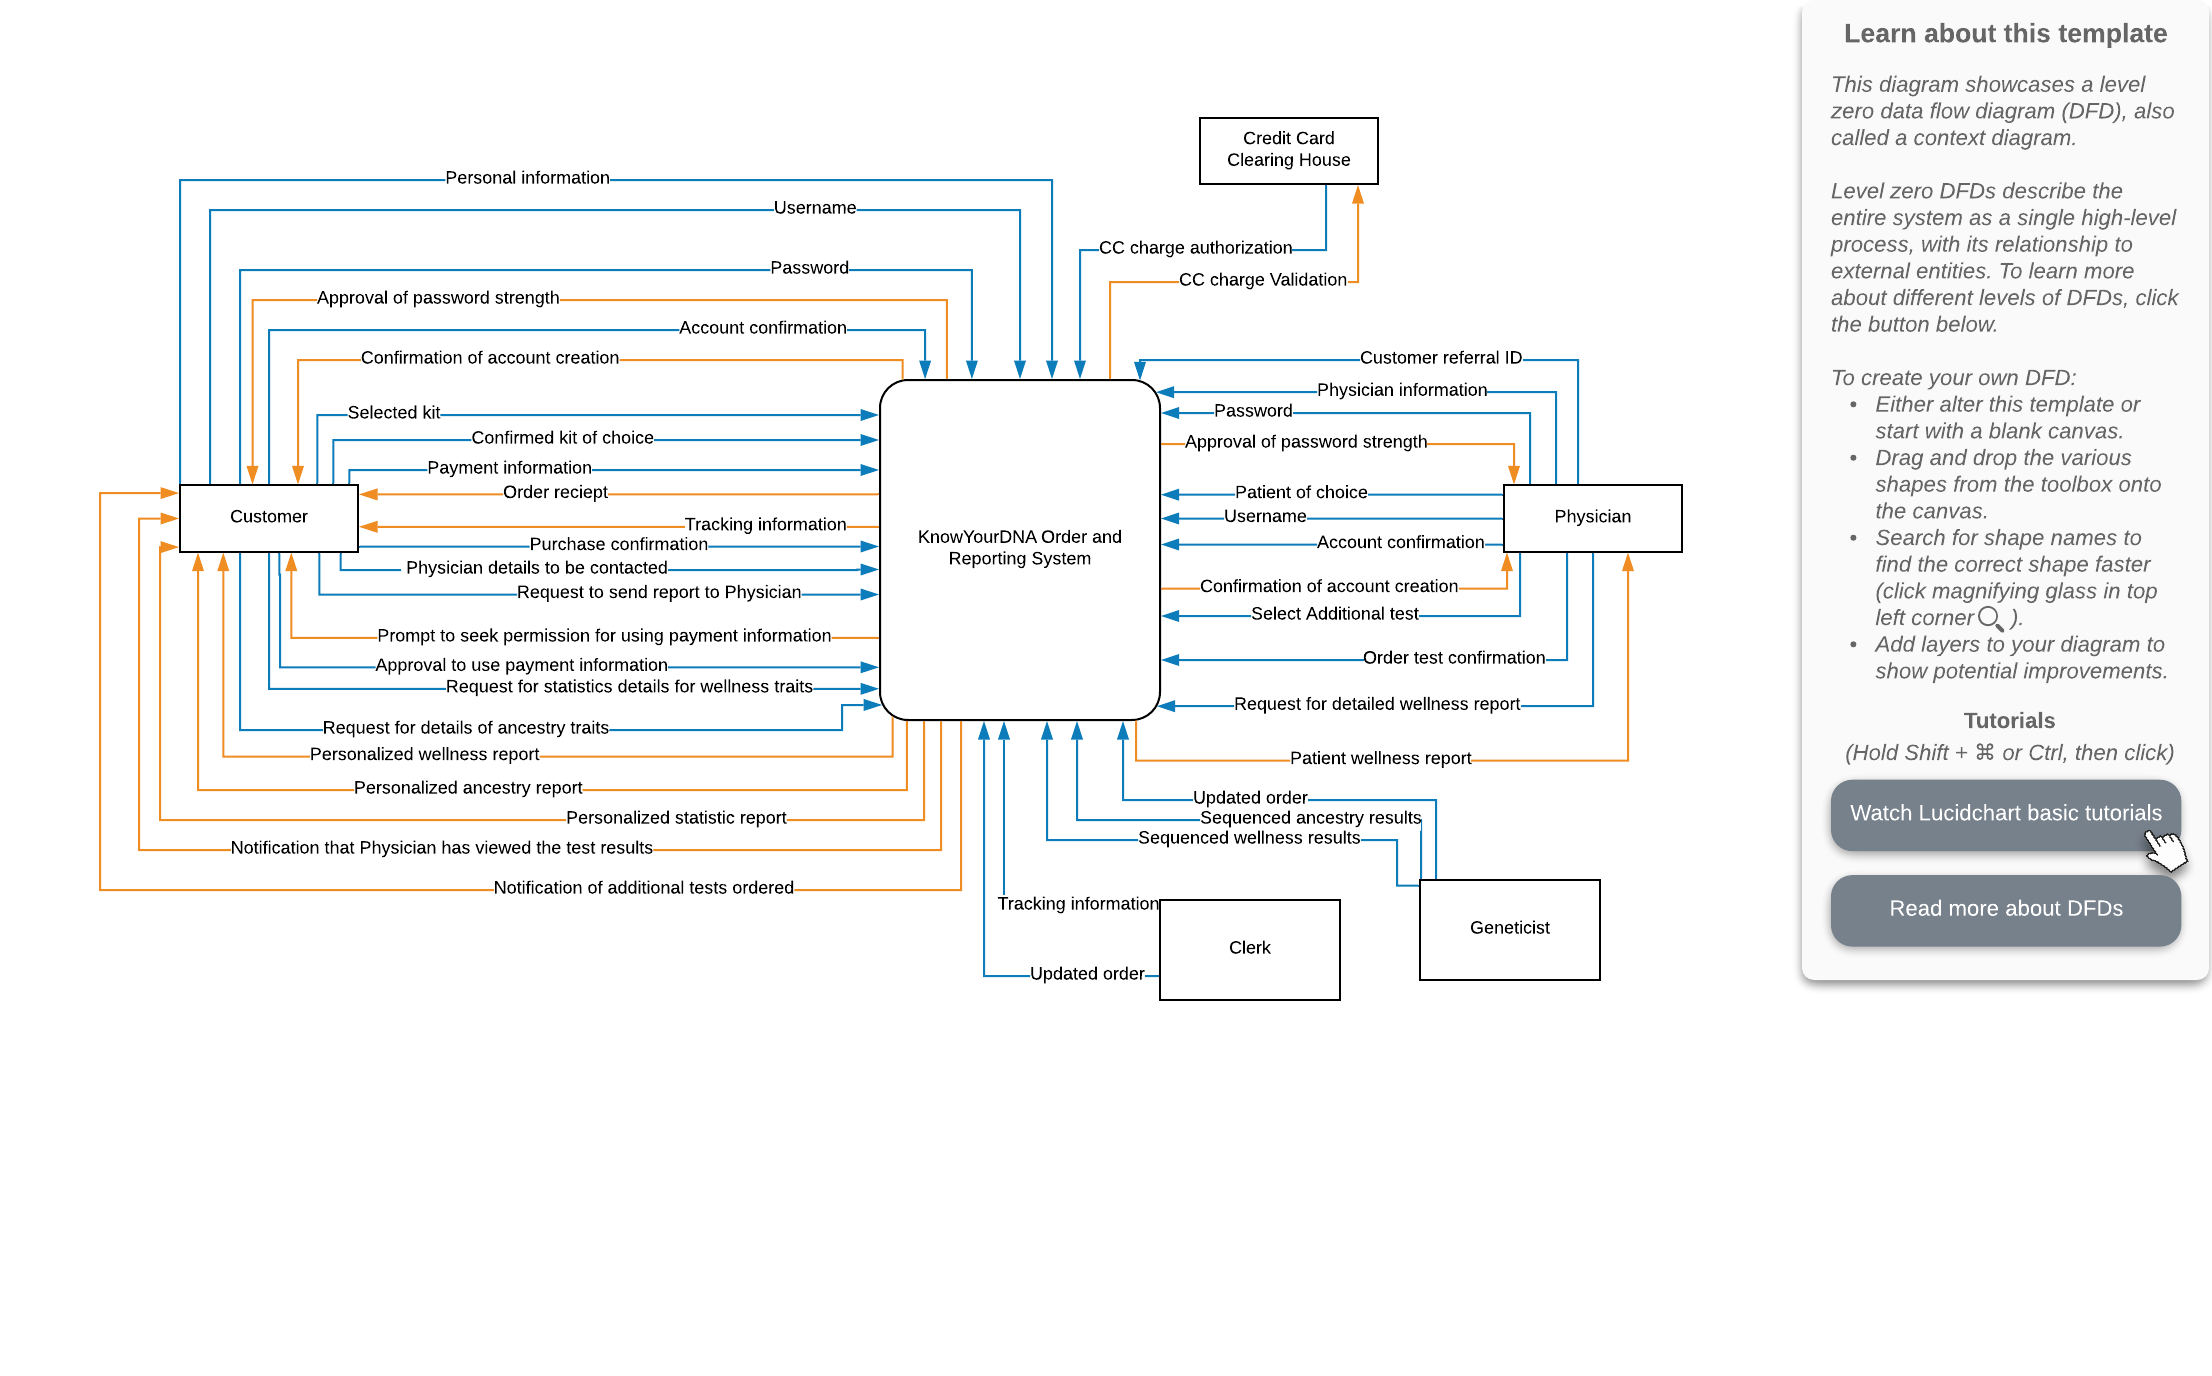 Credit Card
Clearing House
Personal information
Username
CC charge authorization
Password
CC charge Validation
Approval of password strength
Account confirmation
Confirmation of account creation
Customer referral ID
Physician information
Selected kit
Password
Confirmed kit of choice
Approval of password strength
Payment information
Order reciept
Patient of choice
Customer
Username
Physician
Tracking information
KnowYourDNA Order and
Reporting System
Purchase confirmation
Account confirmation
Physician details to be contacted
Request to send report to Physician
Confirmation of account creation
Select Additional test
Prompt to seek permission for using payment information
Approval to use payment information
Order test confirmation
Request for statistics details for wellness traits
Request for detailed wellness report
Request for details of ancestry traits
Personalized wellness report
Patient wellness report
Personalized ancestry report
Updated order
Personalized statistic report
Sequenced ancestry results
Sequenced wellness results
Notification that Physician has viewed the test results
Notification of additional tests ordered
Tracking information
Geneticist
Clerk
Updated order
Learn about this template
This diagram showcases a level
zero data flow diagram (DFD), also
called a context diagram.
Level zero DFDs describe the
entire system as a single high-level
process, with its relationship to
external entities. To learn more
about different levels of DFDs, click
the button below.
To create your own DFD:
• Either alter this template or
start with a blank canvas.
• Drag and drop the various
shapes from the toolbox onto
the canvas.
• Search for shape names to
find the correct shape faster
(click magnifying glass in top
left corner ).
• Add layers to your diagram to
show potential improvements.
Tutorials
(Hold Shift + ⌘ or Ctrl, then click)
Watch Lucidchart basic tutorials
Read more about DFDs